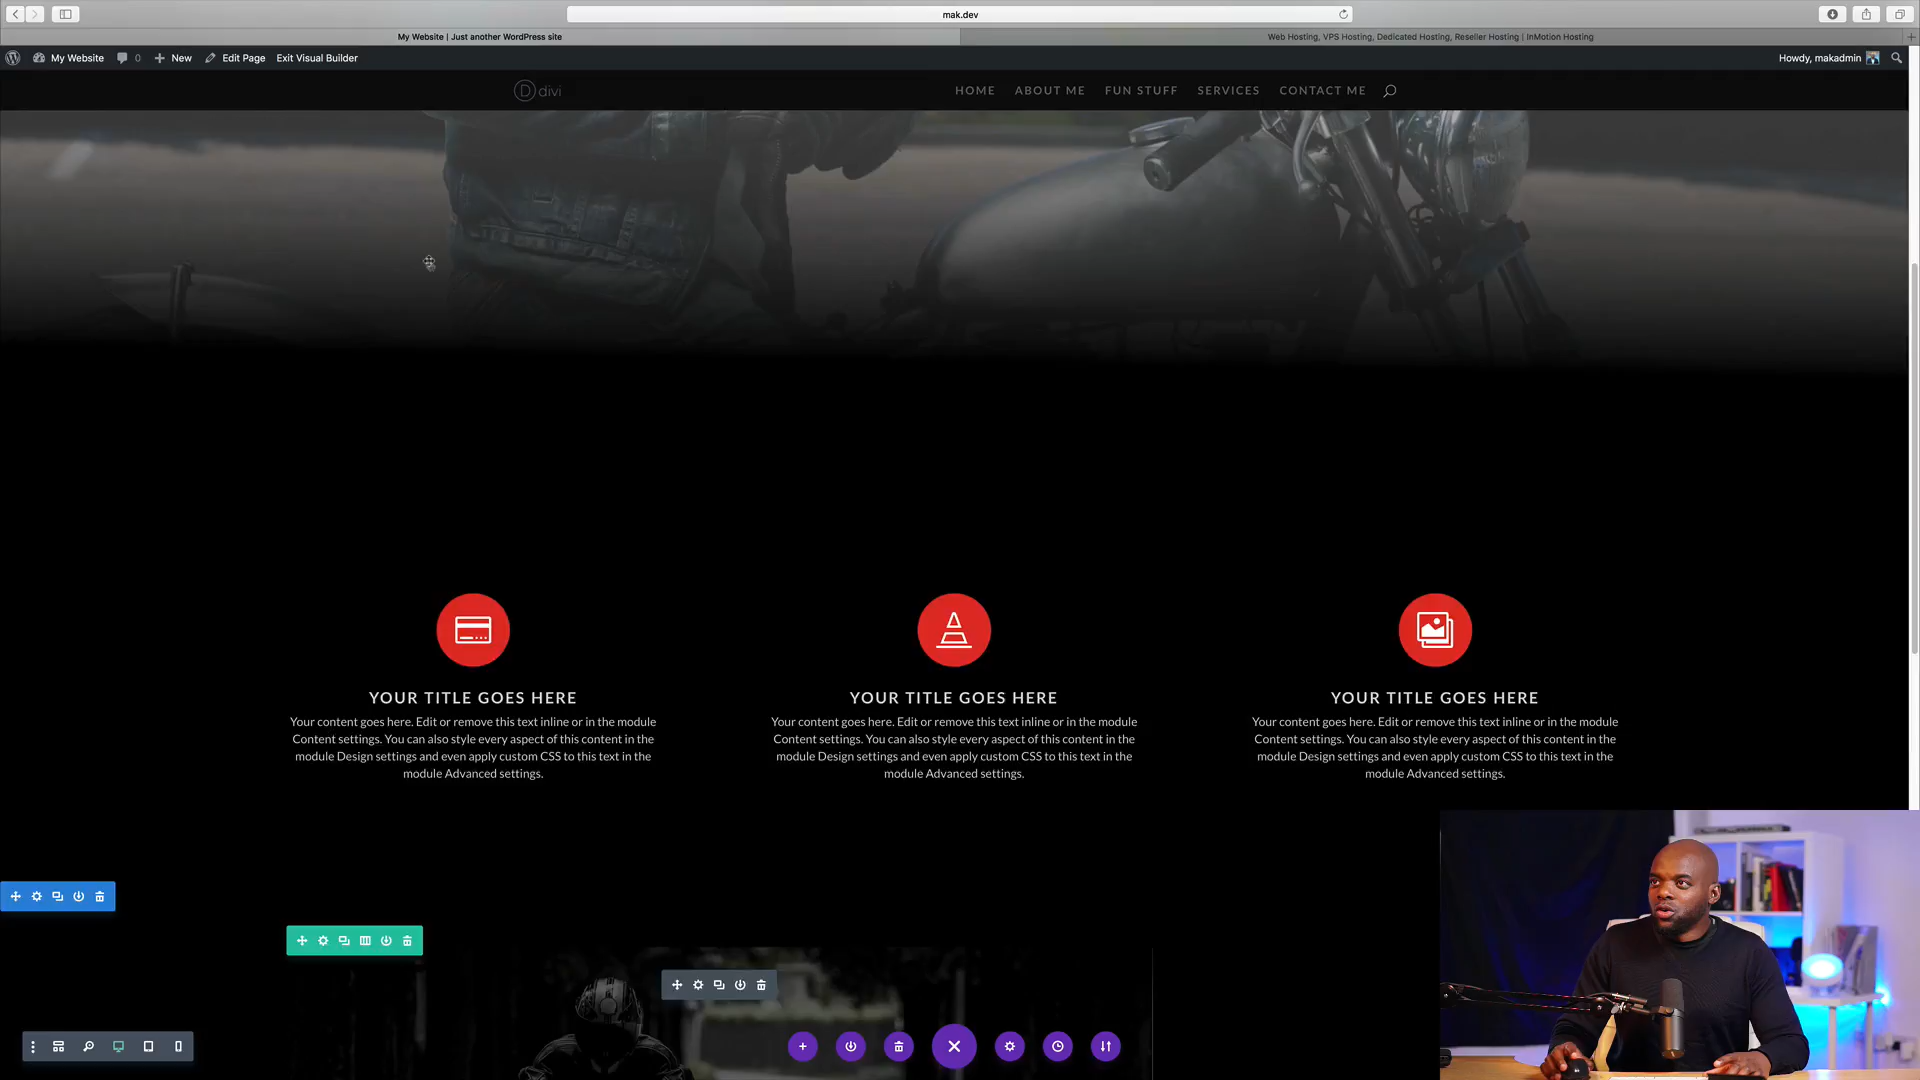 mak.dev
My Website | Just another WordPress site
Web Hosting, VPS Hosting, Dedicated Hosting, Reseller Hosting | InMotion Hosting
My Website 0 New Edit Page Exit Visual Builder Howdy, makadmin
D divi HOME ABOUT ME FUN STUFF SERVICES CONTACT ME
YOUR TITLE GOES HERE
Your content goes here. Edit or remove this text inline or in the module
Content settings. You can also style every aspect of this content in the
module Design settings and even apply custom CSS to this text in the
module Advanced settings.
YOUR TITLE GOES HERE
Your content goes here. Edit or remove this text inline or in the module
Content settings. You can also style every aspect of this content in the
module Design settings and even apply custom CSS to this text in the
module Advanced settings.
YOUR TITLE GOES HERE
Your content goes here. Edit or remove this text inline or in the module
Content settings. You can also style every aspect of this content in the
module Design settings and even apply custom CSS to this text in the
module Advanced settings.